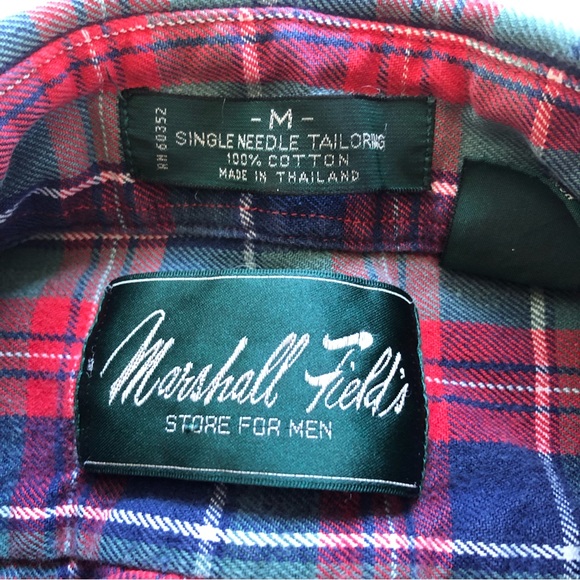 - M -
SINGLE NEEDLE TAILORING
100% COTTON
MADE IN THAILAND
RN 60352
Marshall Field's
STORE FOR MEN